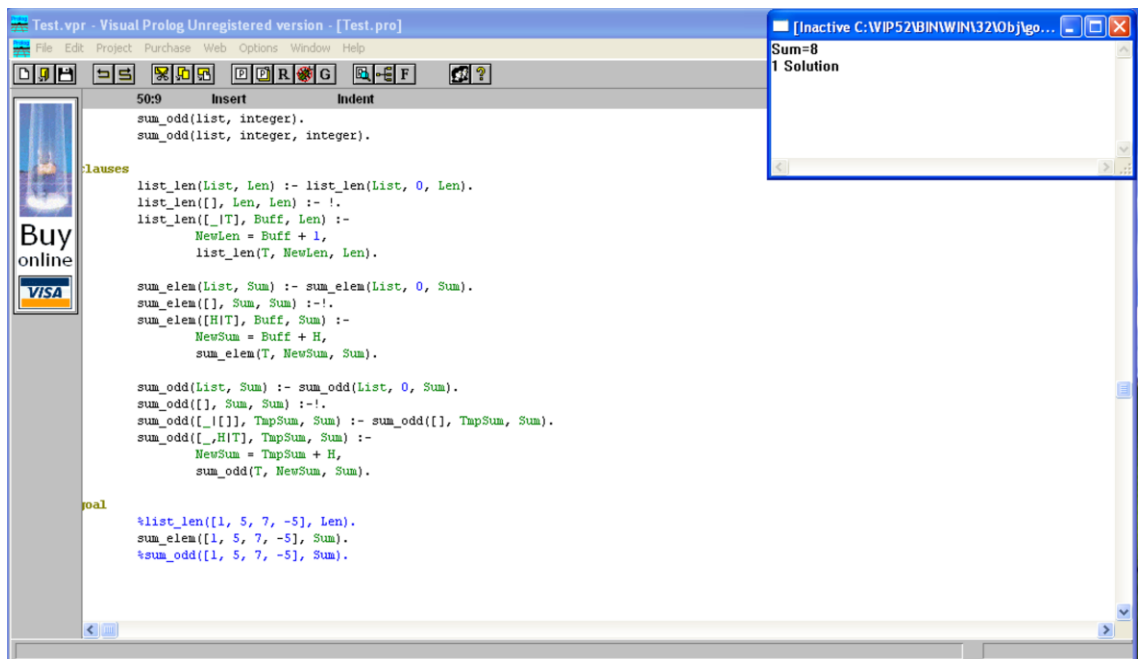 Test.vpr - Visual Prolog Unregistered version - [Test.pro]
File Edit Project Purchase Web Options Window Help
P P R G F ?
[Inactive C:\VIP52\BIN\WIN\32\Obj\go...
Sum=8
1 Solution
Buy
online
VISA
50:9 Insert Indent
sum_odd(list, integer).
sum_odd(list, integer, integer).
clauses
list_len(List, Len) :- list_len(List, 0, Len).
list_len([], Len, Len) :- !.
list_len([_|T], Buff, Len) :-
NewLen = Buff + 1,
list_len(T, NewLen, Len).
sum_elem(List, Sum) :- sum_elem(List, 0, Sum).
sum_elem([], Sum, Sum) :-!.
sum_elem([H|T], Buff, Sum) :-
NewSum = Buff + H,
sum_elem(T, NewSum, Sum).
sum_odd(List, Sum) :- sum_odd(List, 0, Sum).
sum_odd([], Sum, Sum) :-!.
sum_odd([_|[]], TmpSum, Sum) :- sum_odd([], TmpSum, Sum).
sum_odd([_,H|T], TmpSum, Sum) :-
NewSum = TmpSum + H,
sum_odd(T, NewSum, Sum).
goal
%list_len([1, 5, 7, -5], Len).
sum_elem([1, 5, 7, -5], Sum).
%sum_odd([1, 5, 7, -5], Sum).